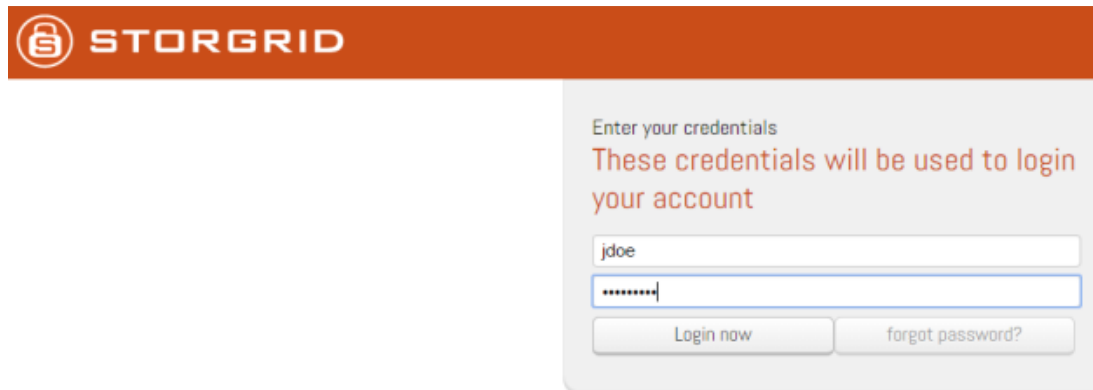 STORGRID
Enter your credentials
These credentials will be used to login
your account
jdoe
•••••••••
Login now
forgot password?